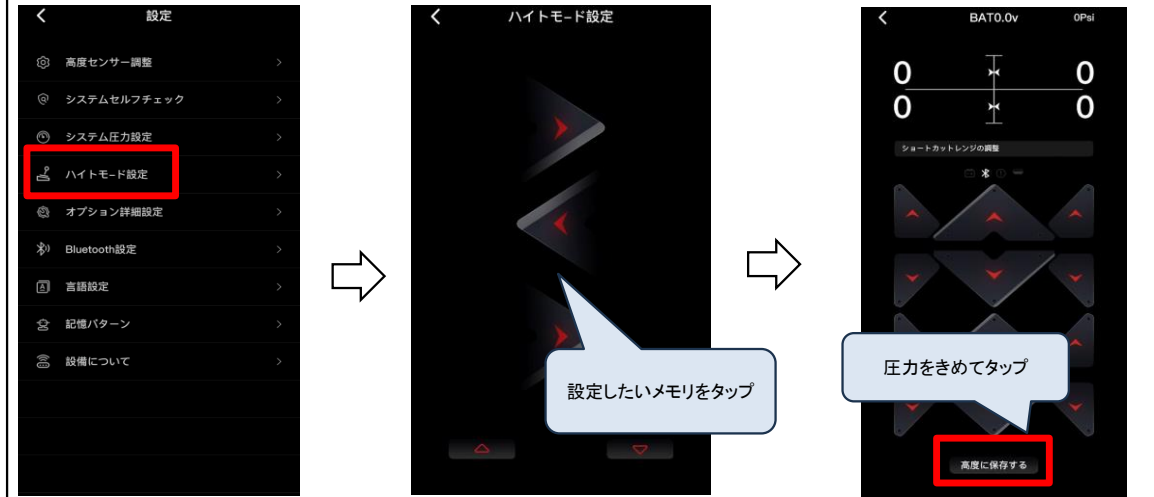 設定
高度センサー調整
システムセルフチェック
システム圧力設定
ハイトモード設定
オプション詳細設定
Bluetooth設定
言語設定
記憶パターン
設備について
ハイトモード設定
設定したいメモリをタップ
BAT0.0v 0Psi
0 0
0 0
ショートカットレンジの調整
圧力をきめてタップ
高度に保存する